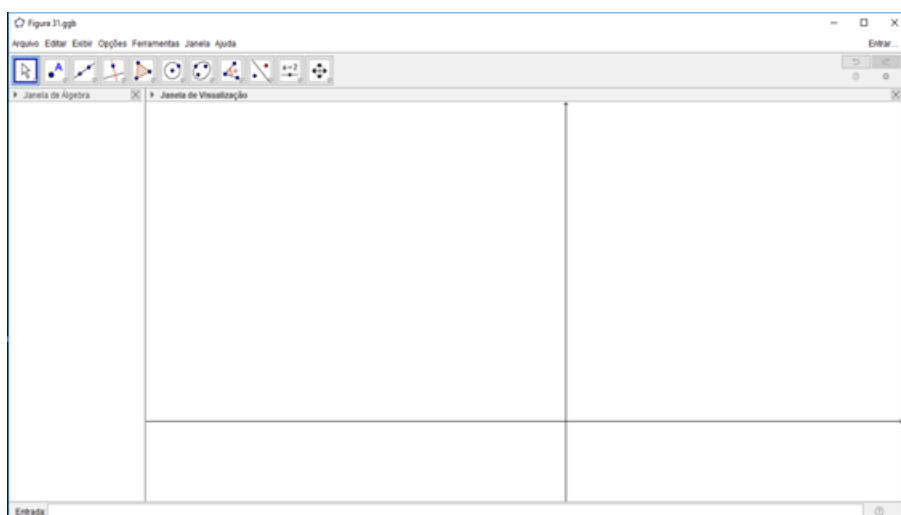 Figura 31.ggb
Arquivo Editar Exibir Opções Ferramentas Janela Ajuda
Entrar...
A
a=2
Janela de Álgebra
Janela de Visualização
Entrada: